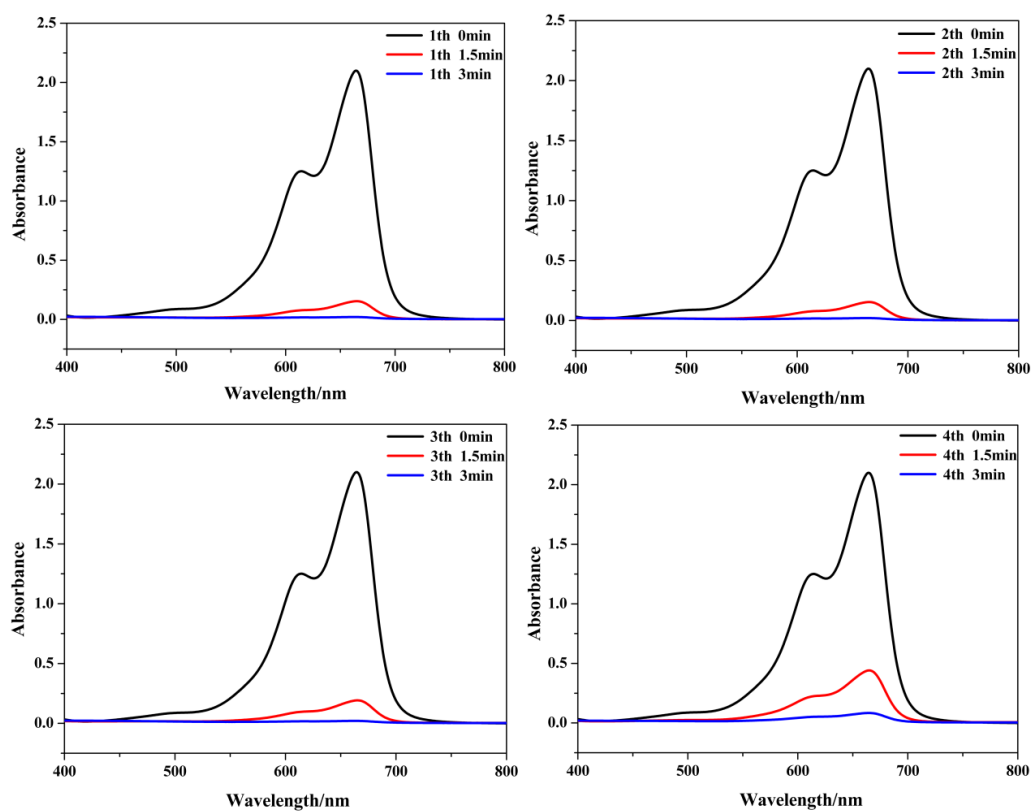 2.5
2.0
1.5
1.0
0.5
0.0
Absorbance
1th 0min
1th 1.5min
1th 3min
400 500 600 700 800
Wavelength/nm
2.5
2.0
1.5
1.0
0.5
0.0
Absorbance
2th 0min
2th 1.5min
2th 3min
400 500 600 700 800
Wavelength/nm
2.5
2.0
1.5
1.0
0.5
0.0
Absorbance
3th 0min
3th 1.5min
3th 3min
400 500 600 700 800
Wavelength/nm
2.5
2.0
1.5
1.0
0.5
0.0
Absorbance
4th 0min
4th 1.5min
4th 3min
400 500 600 700 800
Wavelength/nm